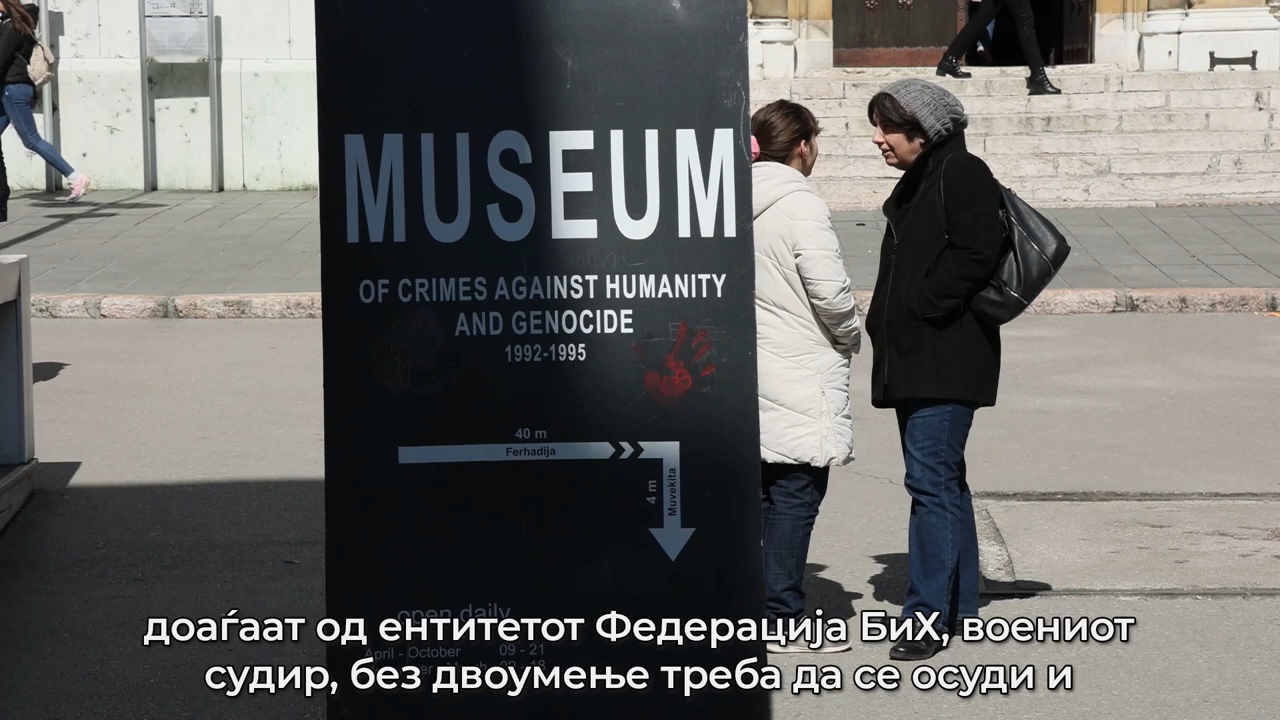 MUSEUM
OF CRIMES AGAINST HUMANITY
AND GENOCIDE
1992-1995
40 m
Ferhadija
4 m
Muvekita
open daily
April - October 09 - 21
доаѓаат од ентитетот Федерација БиХ, воениот
судир, без двоумење треба да се осуди и